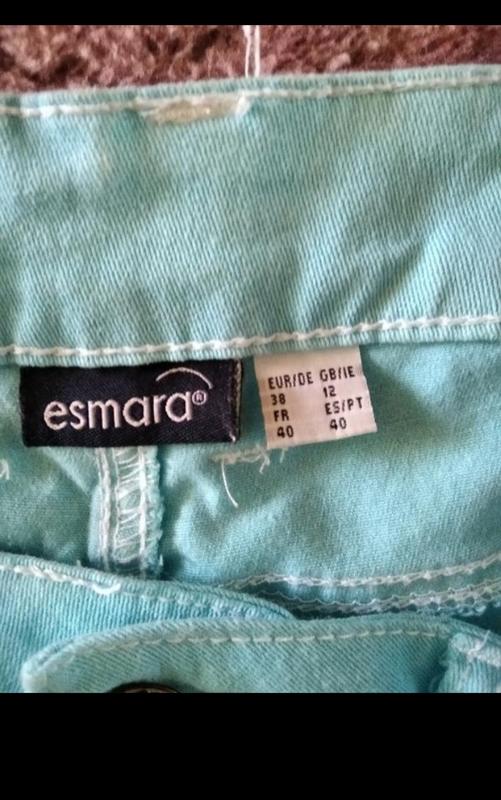 esmara®
EUR/DE GB/IE
38 12
FR ES/PT
40 40